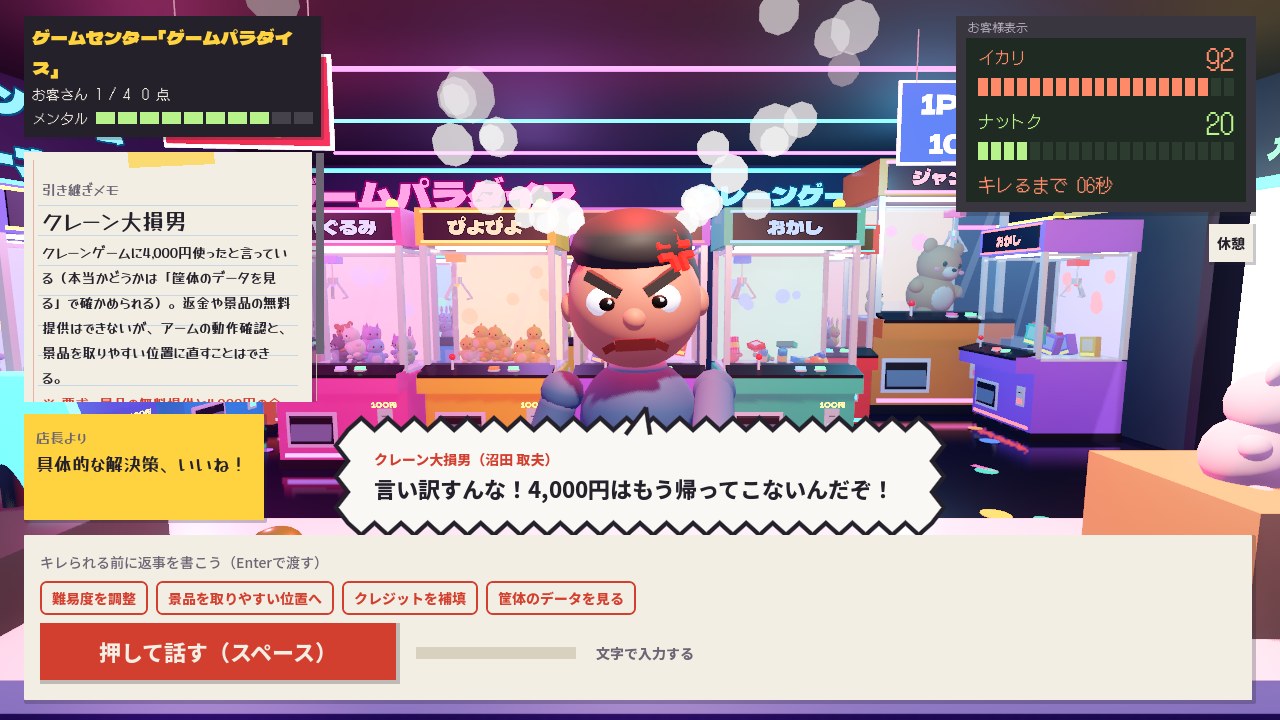 ゲームセンター「ゲームパラダイ
ス」
お客さん 1/4 0点
メンタル
お客様表示
イカリ 92
ナットク 20
キレるまで 06秒
休憩
引き継ぎメモ
クレーン大損男
クレーンゲームに4,000円使ったと言ってい
る（本当かどうかは「筐体のデータを見
る」で確かめられる）。返金や景品の無料
提供はできないが、アームの動作確認と、
景品を取りやすい位置に直すことはでき
る。
ームパラダイス
レーンゲー
1P
10
ジャン
ぐるみ
ぴよぴよ
おかし
おかし
100円
100円
100円
店長より
具体的な解決策、いいね！
クレーン大損男（沼田 取夫）
言い訳すんな！4,000円はもう帰ってこないんだぞ！
キレられる前に返事を書こう（Enterで渡す）
難易度を調整
景品を取りやすい位置へ
クレジットを補填
筐体のデータを見る
押して話す（スペース）
文字で入力する